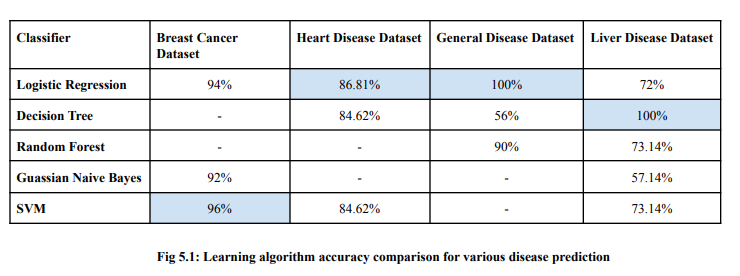 Classifier Breast Cancer Dataset Heart Disease Dataset General Disease Dataset Liver Disease Dataset
Logistic Regression 94% 86.81% 100% 72%
Decision Tree - 84.62% 56% 100%
Random Forest - - 90% 73.14%
Guassian Naive Bayes 92% - - 57.14%
SVM 96% 84.62% - 73.14%
Fig 5.1: Learning algorithm accuracy comparison for various disease prediction